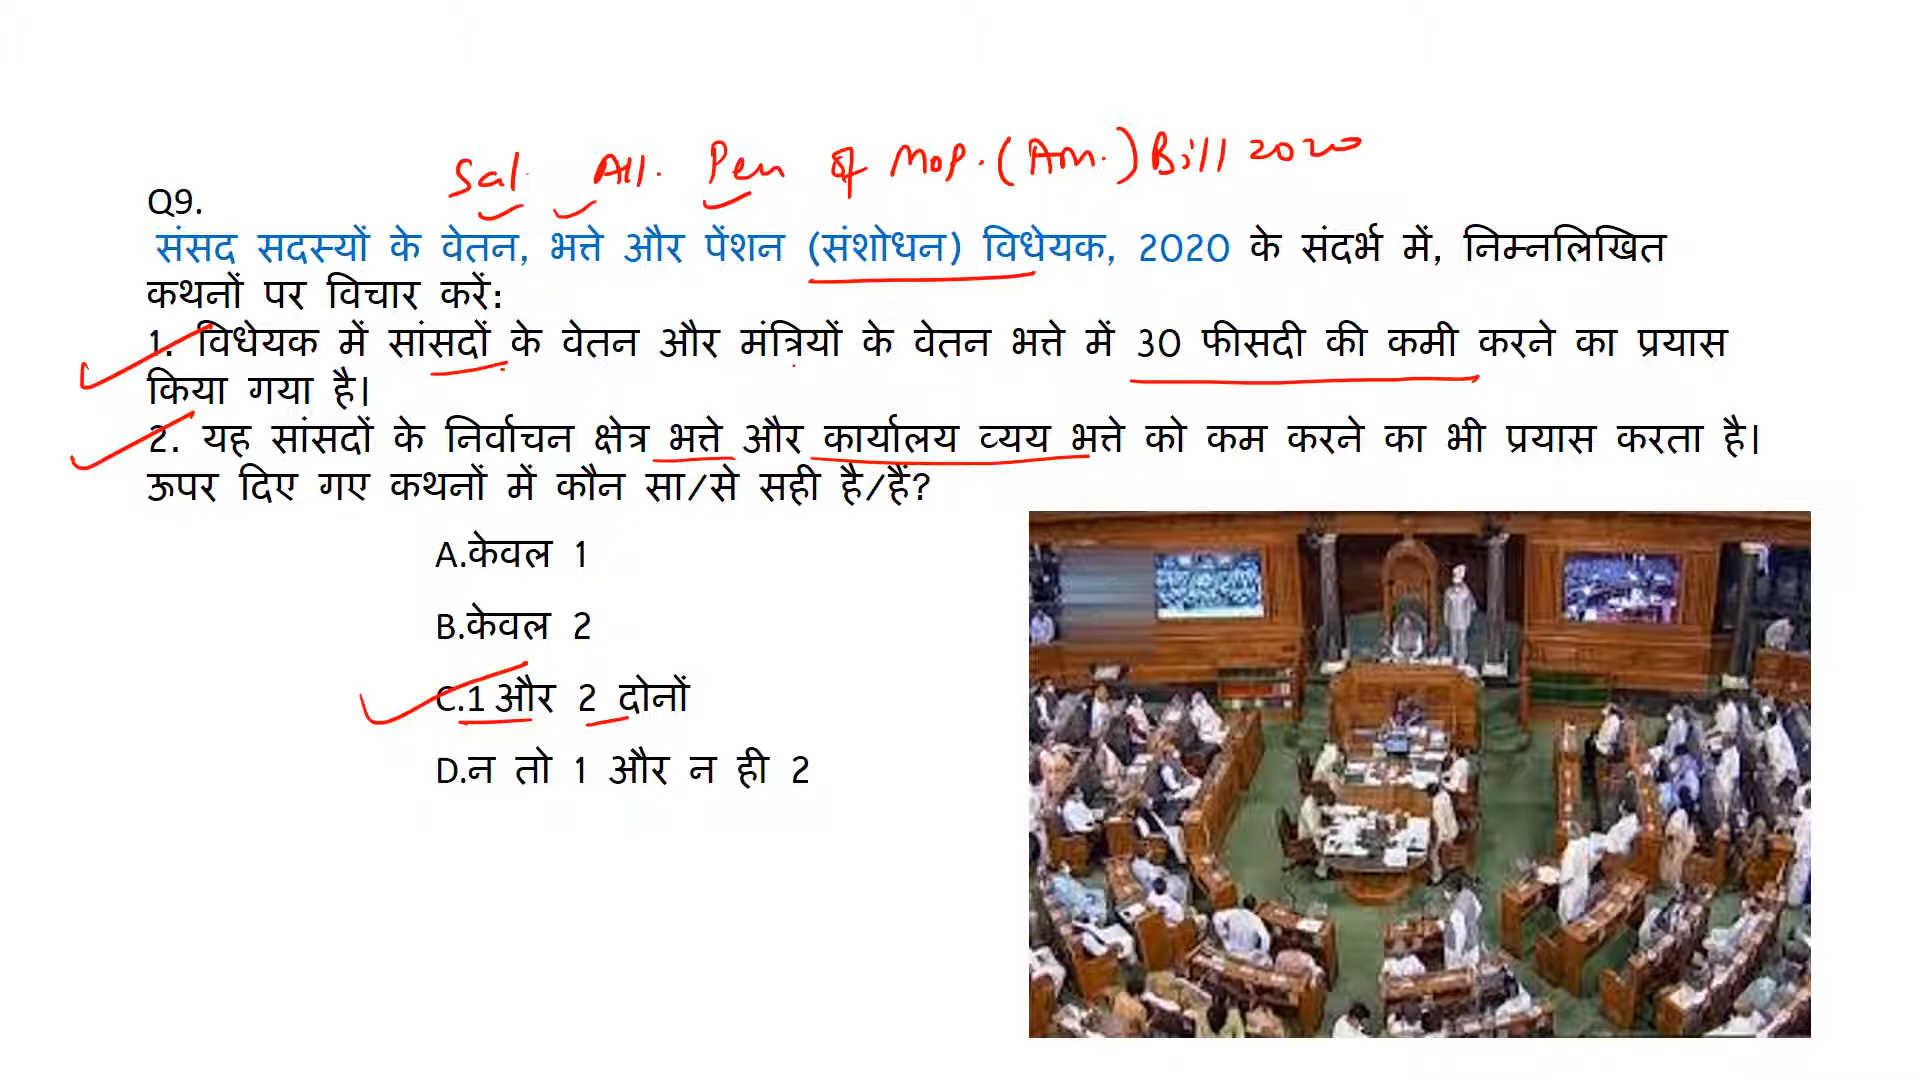 Sal. All. Pen of MOP. (Am.) Bill 2020
Q9.
संसद सदस्यों के वेतन, भत्ते और पेंशन (संशोधन) विधेयक, 2020 के संदर्भ में, निम्नलिखित
कथनों पर विचार करें:
1. विधेयक में सांसदों के वेतन और मंत्रियों के वेतन भत्ते में 30 फीसदी की कमी करने का प्रयास
किया गया है।
2. यह सांसदों के निर्वाचन क्षेत्र भत्ते और कार्यालय व्यय भत्ते को कम करने का भी प्रयास करता है।
ऊपर दिए गए कथनों में कौन सा/से सही है/हैं?
A.केवल 1
B.केवल 2
C.1 और 2 दोनों
D.न तो 1 और न ही 2